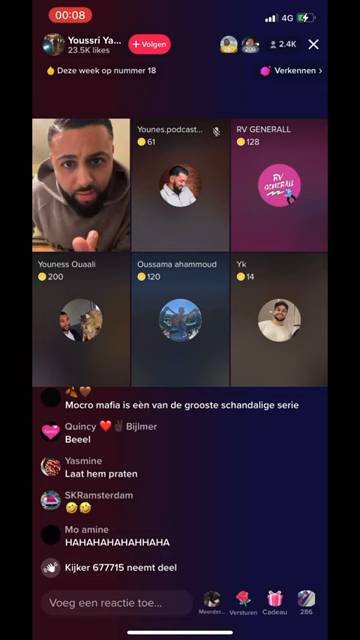 00:08
4G
Youssri Ya...
23.5K likes
+ Volgen
2.4K
Deze week op nummer 18
Verkennen >
Younes.podcast...
61
RV GENERALL
128
RV
GENERALL
Youness Ouaali
200
Oussama ahammoud
120
Yk
14
Mocro mafia is eèn van de grooste schandalige serie
Quincy ❤️✌🏿 Bijlmer
Beeel
Yasmine
Laat hem praten
SKRamsterdam
🤣🤣
Mo amine
HAHAHAHAHAHHAHA
Kijker 677715 neemt deel
Voeg een reactie toe...
Meerder...
Versturen
Cadeau
286